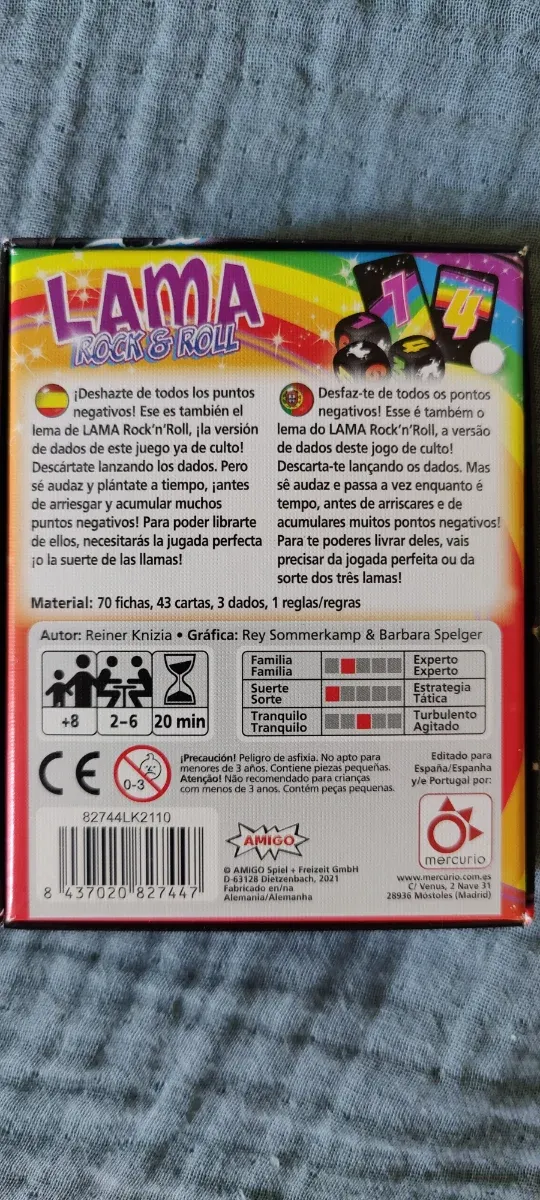 LAMA
ROCK & ROLL
1
4
¡Deshazte de todos los puntos
negativos! Ese es también el
lema de LAMA Rock'n'Roll, ¡la versión
de dados de este juego ya de culto!
Descártate lanzando los dados. Pero
sé audaz y plántate a tiempo, ¡antes
de arriesgar y acumular muchos
puntos negativos! Para poder librarte
de ellos, necesitarás la jugada perfecta
¡o la suerte de las llamas!
Desfaz-te de todos os pontos
negativos! Esse é também o
lema do LAMA Rock'n'Roll, a versão
de dados deste jogo de culto!
Descarta-te lançando os dados. Mas
sê audaz e passa a vez enquanto é
tempo, antes de arriscares e de
acumulares muitos pontos negativos!
Para te poderes livrar deles, vais
precisar da jogada perfeita ou da
sorte dos três lamas!
Material: 70 fichas, 43 cartas, 3 dados, 1 reglas/regras
Autor: Reiner Knizia • Gráfica: Rey Sommerkamp & Barbara Spelger
+8
2-6
20 min
Familia
Família
Experto
Experto
Suerte
Sorte
Estrategia
Tática
Tranquilo
Tranquilo
Turbulento
Agitado
CE
0-3
¡Precaución! Peligro de asfixia. No apto para
menores de 3 años. Contiene piezas pequeñas.
Atenção! Não recomendado para crianças
com menos de 3 anos. Contém peças pequenas.
Editado para
España/Espanha
y/e Portugal por:
mercurio
www.mercurio.com.es
C/ Venus, 2 Nave 31
28936 Móstoles (Madrid)
82744LK2110
8 437020 827447
AMIGO
© AMIGO Spiel + Freizeit GmbH
D-63128 Dietzenbach, 2021
Fabricado en/na
Alemania/Alemanha